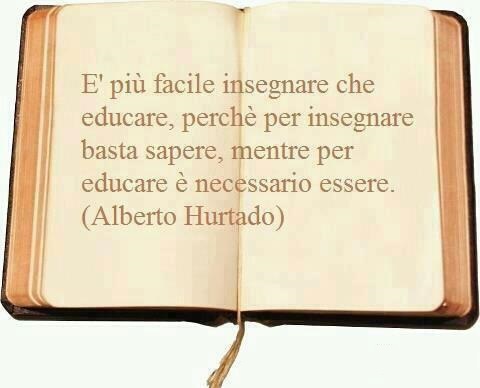 E' più facile insegnare che
educare, perchè per insegnare
basta sapere, mentre per
educare è necessario essere.
(Alberto Hurtado)